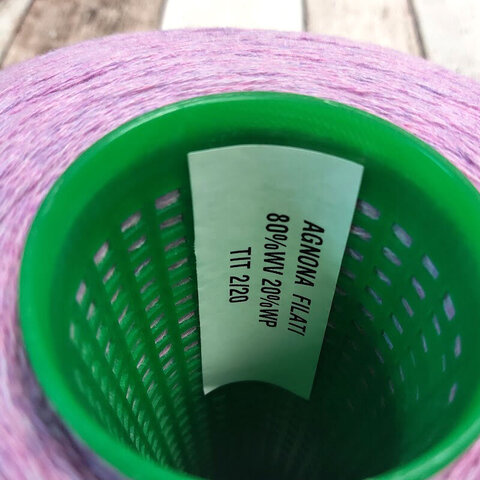 AGNONA FILATI
80%WV 20%WP
TIT 2/20